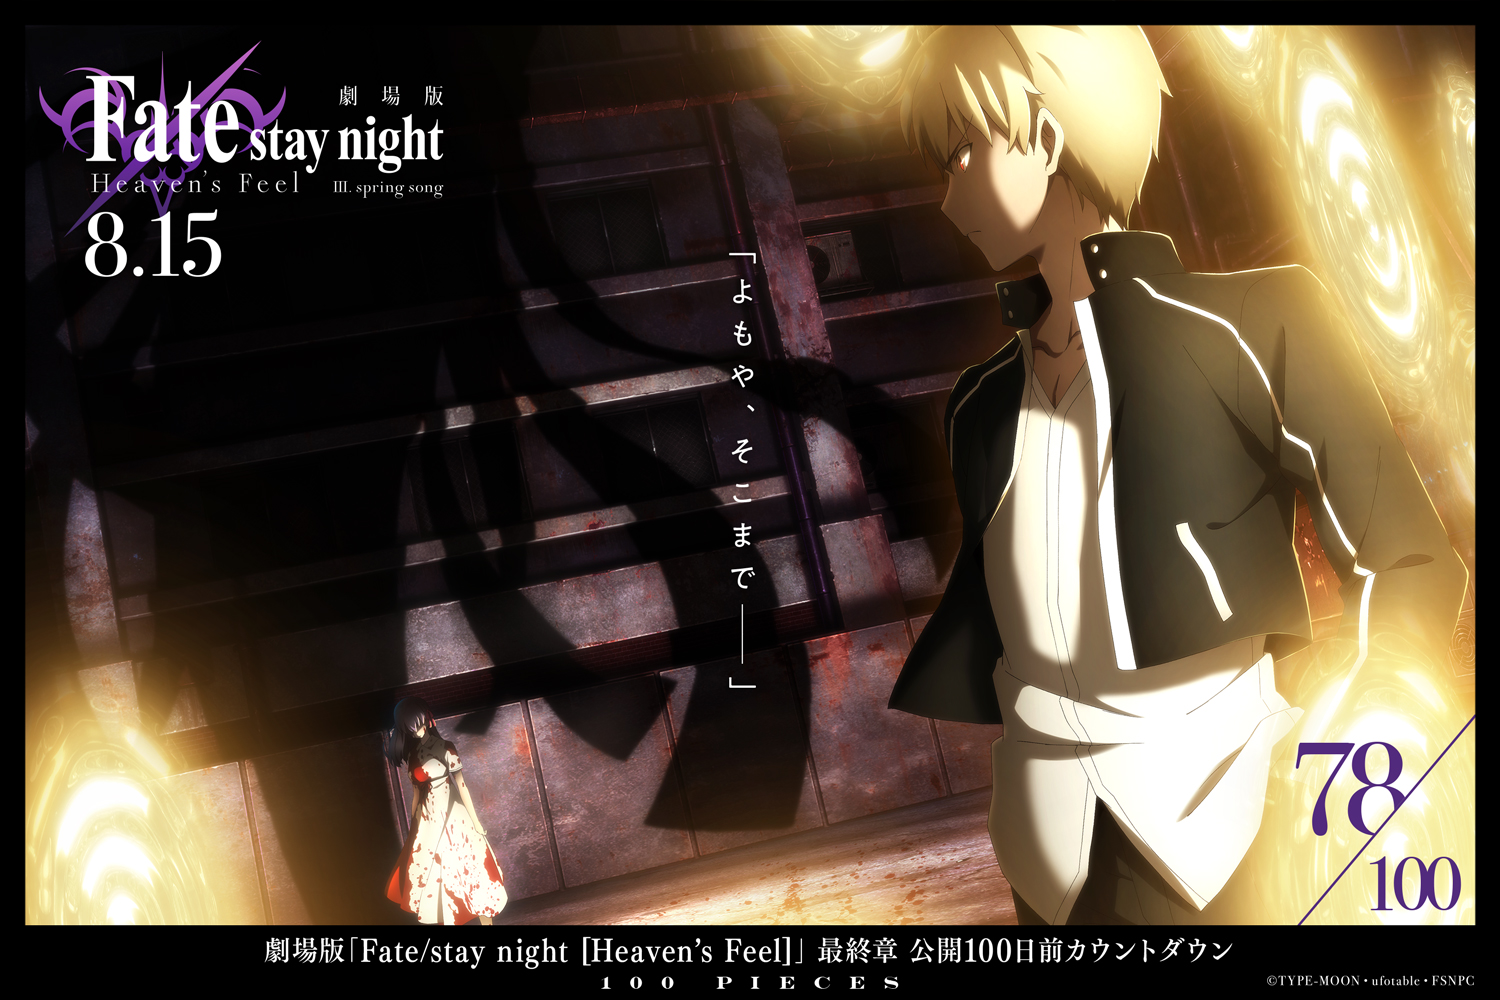 劇場版
Fate stay night
Heaven's Feel III. spring song
8.15
「よもや、そこまで──」
78/100
劇場版「Fate/stay night [Heaven's Feel]」最終章 公開100日前カウントダウン
100 PIECES
©TYPE-MOON・ufotable・FSNPC